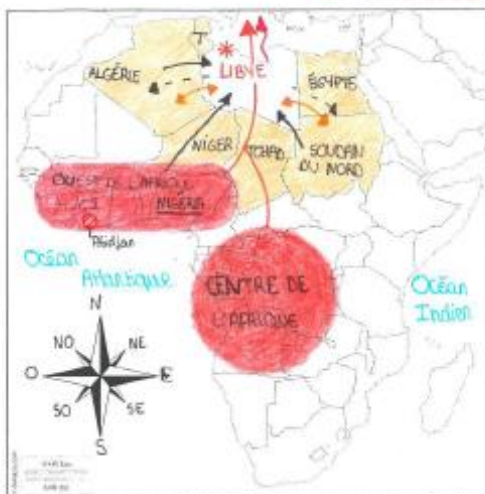 T
ALGÉRIE
LIBYE
ÉGYPTE
NIGER
TCHAD
SOUDAN
DU NORD
OUEST DE L'AFRIQUE
NIGÉRIA
Abidjan
Océan
Atlantique
CENTRE DE
L'AFRIQUE
Océan
Indien
N
NO
NE
O
E
SO
SE
S